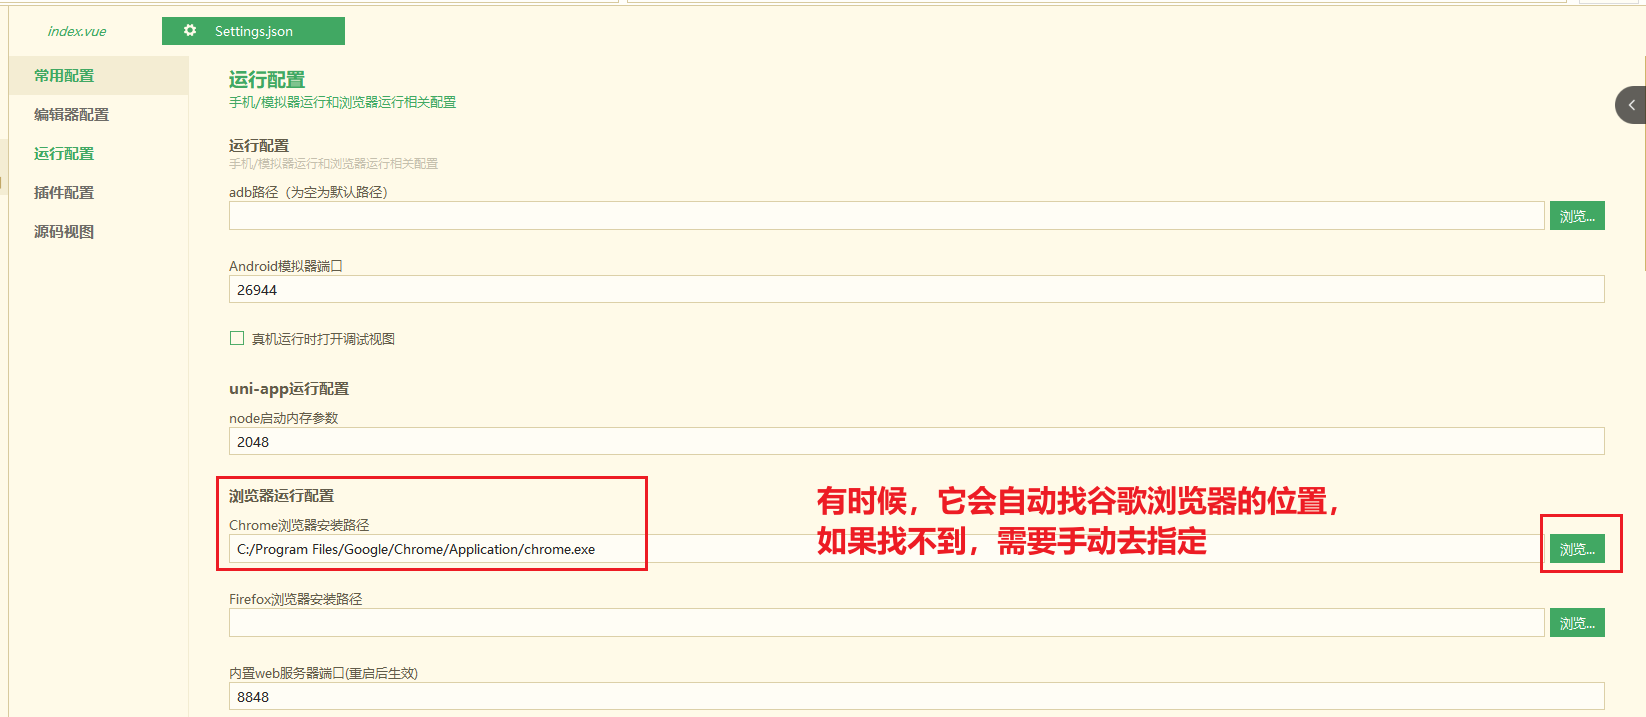 index.vue
Settings.json
常用配置
编辑器配置
运行配置
插件配置
源码视图
运行配置
手机/模拟器运行和浏览器运行相关配置
运行配置
手机/模拟器运行和浏览器运行相关配置
adb路径（为空为默认路径）
浏览...
Android模拟器端口
26944
真机运行时打开调试视图
uni-app运行配置
node启动内存参数
2048
浏览器运行配置
Chrome浏览器安装路径
C:/Program Files/Google/Chrome/Application/chrome.exe
浏览...
有时候，它会自动找谷歌浏览器的位置，
如果找不到，需要手动去指定
Firefox浏览器安装路径
浏览...
内置web服务器端口(重启后生效)
8848